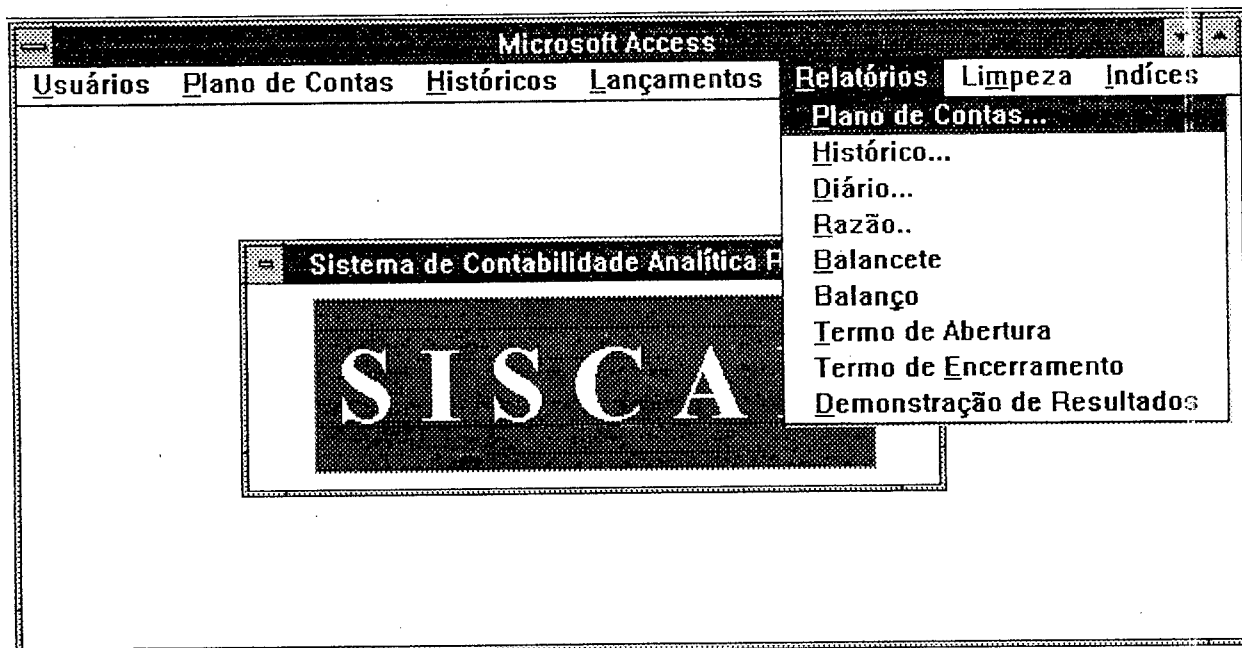 Microsoft Access
Usuários Plano de Contas Históricos Lançamentos Relatórios Limpeza Indíces
Plano de Contas...
Histórico...
Diário...
Razão..
Balancete
Balanço
Termo de Abertura
Termo de Encerramento
Demonstração de Resultados
Sistema de Contabilidade Analítica
SISCA